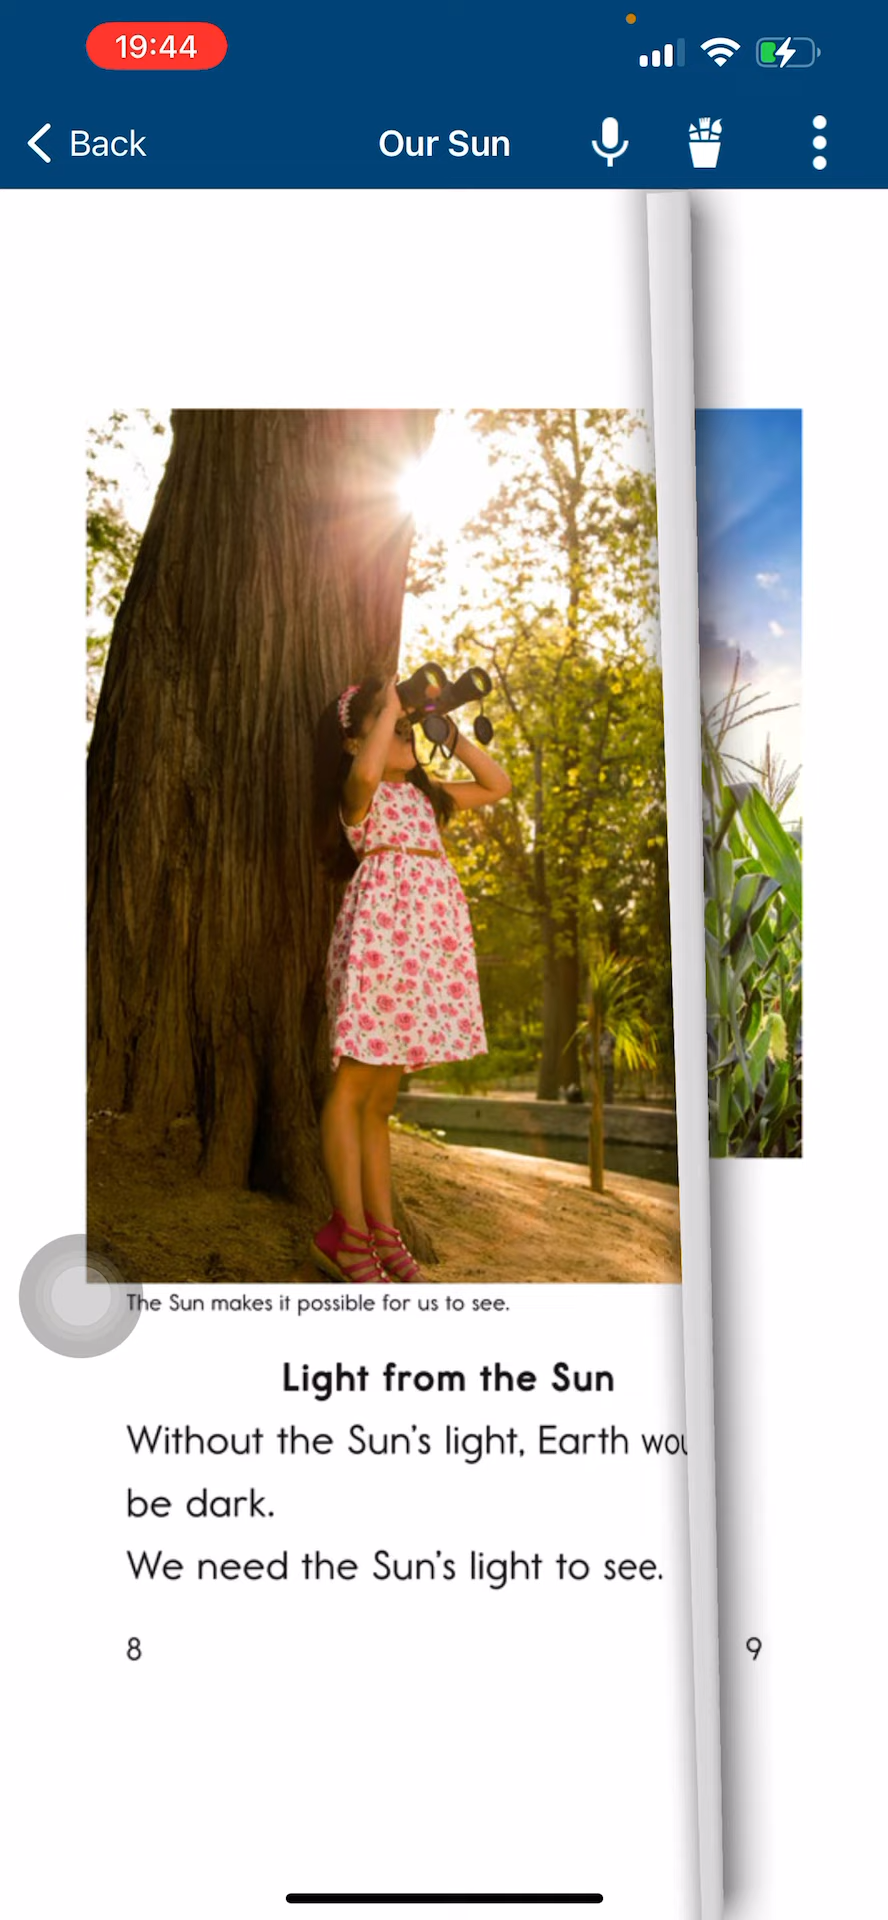 19:44
Back
Our Sun
The Sun makes it possible for us to see.
Light from the Sun
Without the Sun's light, Earth
be dark.
We need the Sun's light to see.
8
9